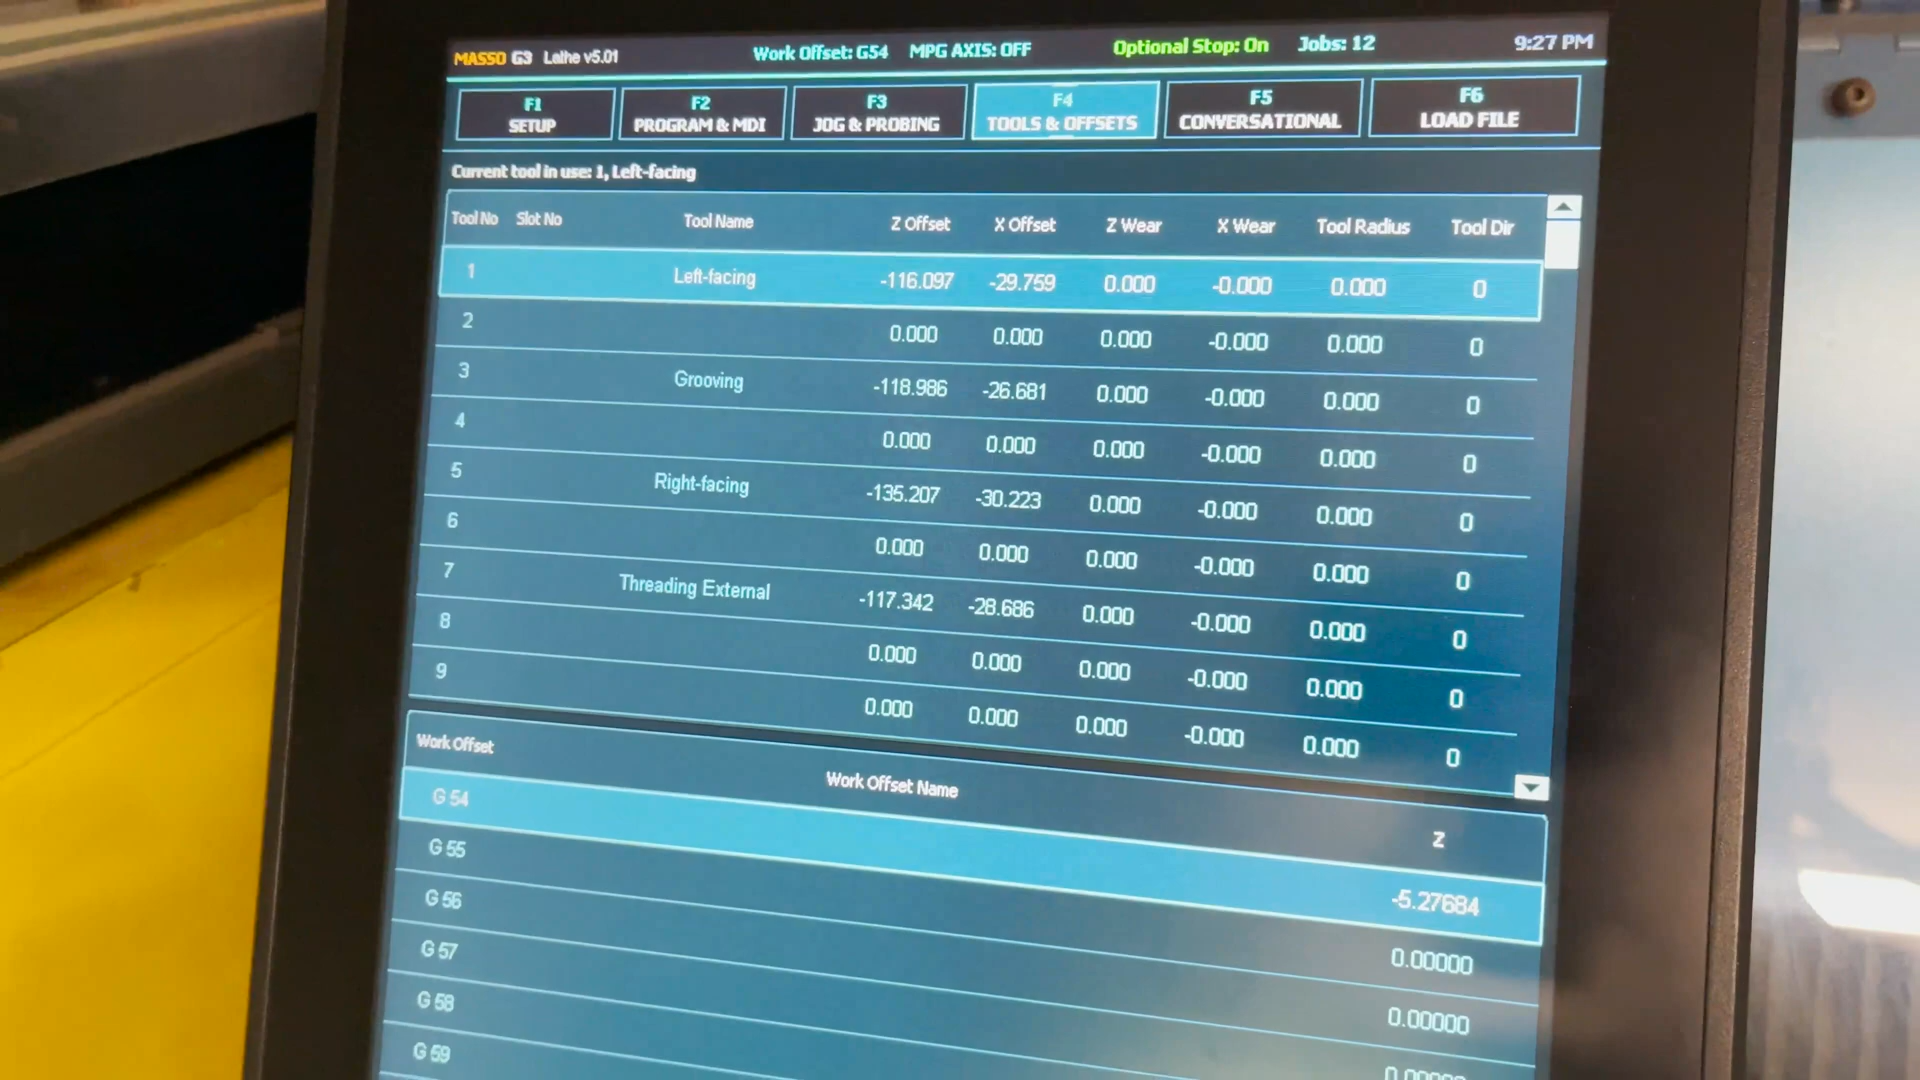 MASSO G3 Lathe v5.01 Work Offset: G54 MPG AXIS: OFF Optional Stop: On Jobs: 12 9:27 PM
F1 F2 F3 F4 F5 F6
SETUP PROGRAM & MDI JOG & PROBING TOOLS & OFFSETS CONVERSATIONAL LOAD FILE
Current tool in use: 1, Left-facing
Tool No Slot No Tool Name Z Offset X Offset Z Wear X Wear Tool Radius Tool Dir
1 Left-facing -116.097 -29.759 0.000 -0.000 0.000 0
2 0.000 0.000 0.000 -0.000 0.000 0
3 Grooving -118.986 -26.681 0.000 -0.000 0.000 0
4 0.000 0.000 0.000 -0.000 0.000 0
5 Right-facing -135.207 -30.223 0.000 -0.000 0.000 0
6 0.000 0.000 0.000 -0.000 0.000 0
7 Threading External -117.342 -28.686 0.000 -0.000 0.000 0
8 0.000 0.000 0.000 -0.000 0.000 0
9 0.000 0.000 0.000 -0.000 0.000 0
Work Offset Work Offset Name Z
G 54 -5.27684
G 55 0.00000
G 56 0.00000
G 57
G 58
G 59